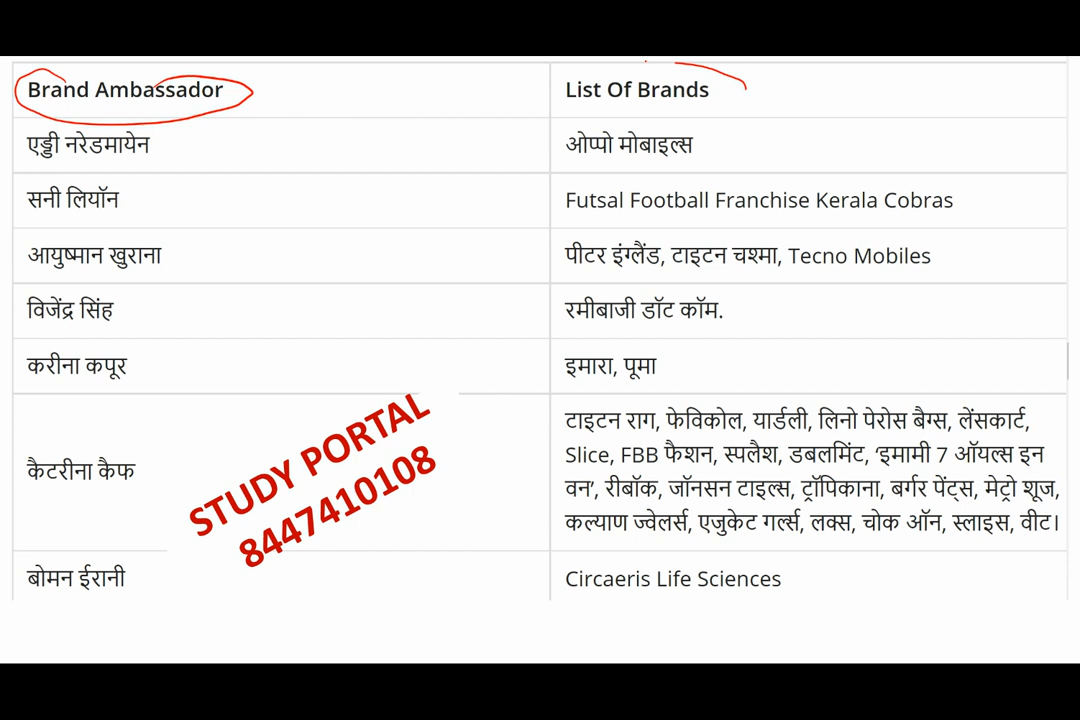 Brand Ambassador
List Of Brands
एड्डी नरेडमायेन
ओप्पो मोबाइल्स
सनी लियॉन
Futsal Football Franchise Kerala Cobras
आयुष्मान खुराना
पीटर इंग्लैंड, टाइटन चश्मा, Tecno Mobiles
विजेंद्र सिंह
रमीबाजी डॉट कॉम.
करीना कपूर
इमारा, पूमा
कैटरीना कैफ
टाइटन राग, फेविकोल, यार्डली, लिनो पेरोस बैग्स, लेंसकार्ट,
Slice, FBB फैशन, स्पलैश, डबलमिंट, ‘इमामी 7 ऑयल्स इन
वन’, रीबॉक, जॉनसन टाइल्स, ट्रॉपिकाना, बर्गर पेंट्स, मेट्रो शूज,
कल्याण ज्वेलर्स, एजुकेट गर्ल्स, लक्स, चोक ऑन, स्लाइस, वीट।
STUDY PORTAL
8447410108
बोमन ईरानी
Circaeris Life Sciences